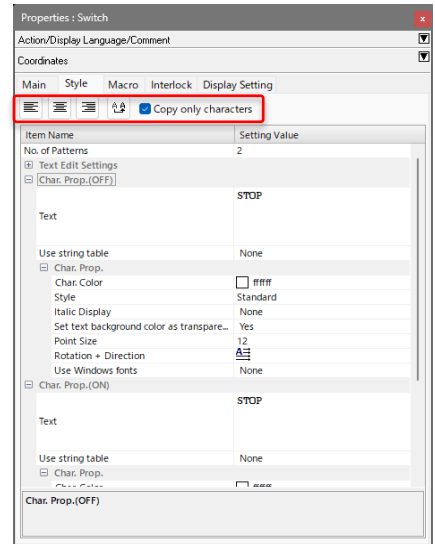 Properties : Switch
x
Action/Display Language/Comment
Coordinates
Main Style Macro Interlock Display Setting
Copy only characters
Item Name Setting Value
No. of Patterns 2
Text Edit Settings
Char. Prop.(OFF)
STOP
Text
Use string table None
Char. Prop.
Char. Color ffffff
Style Standard
Italic Display None
Set text background color as transpare... Yes
Point Size 12
Rotation + Direction A
Use Windows fonts None
Char. Prop.(ON)
STOP
Text
Use string table None
Char. Prop.
Char. Color ffffff
Char. Prop.(OFF)